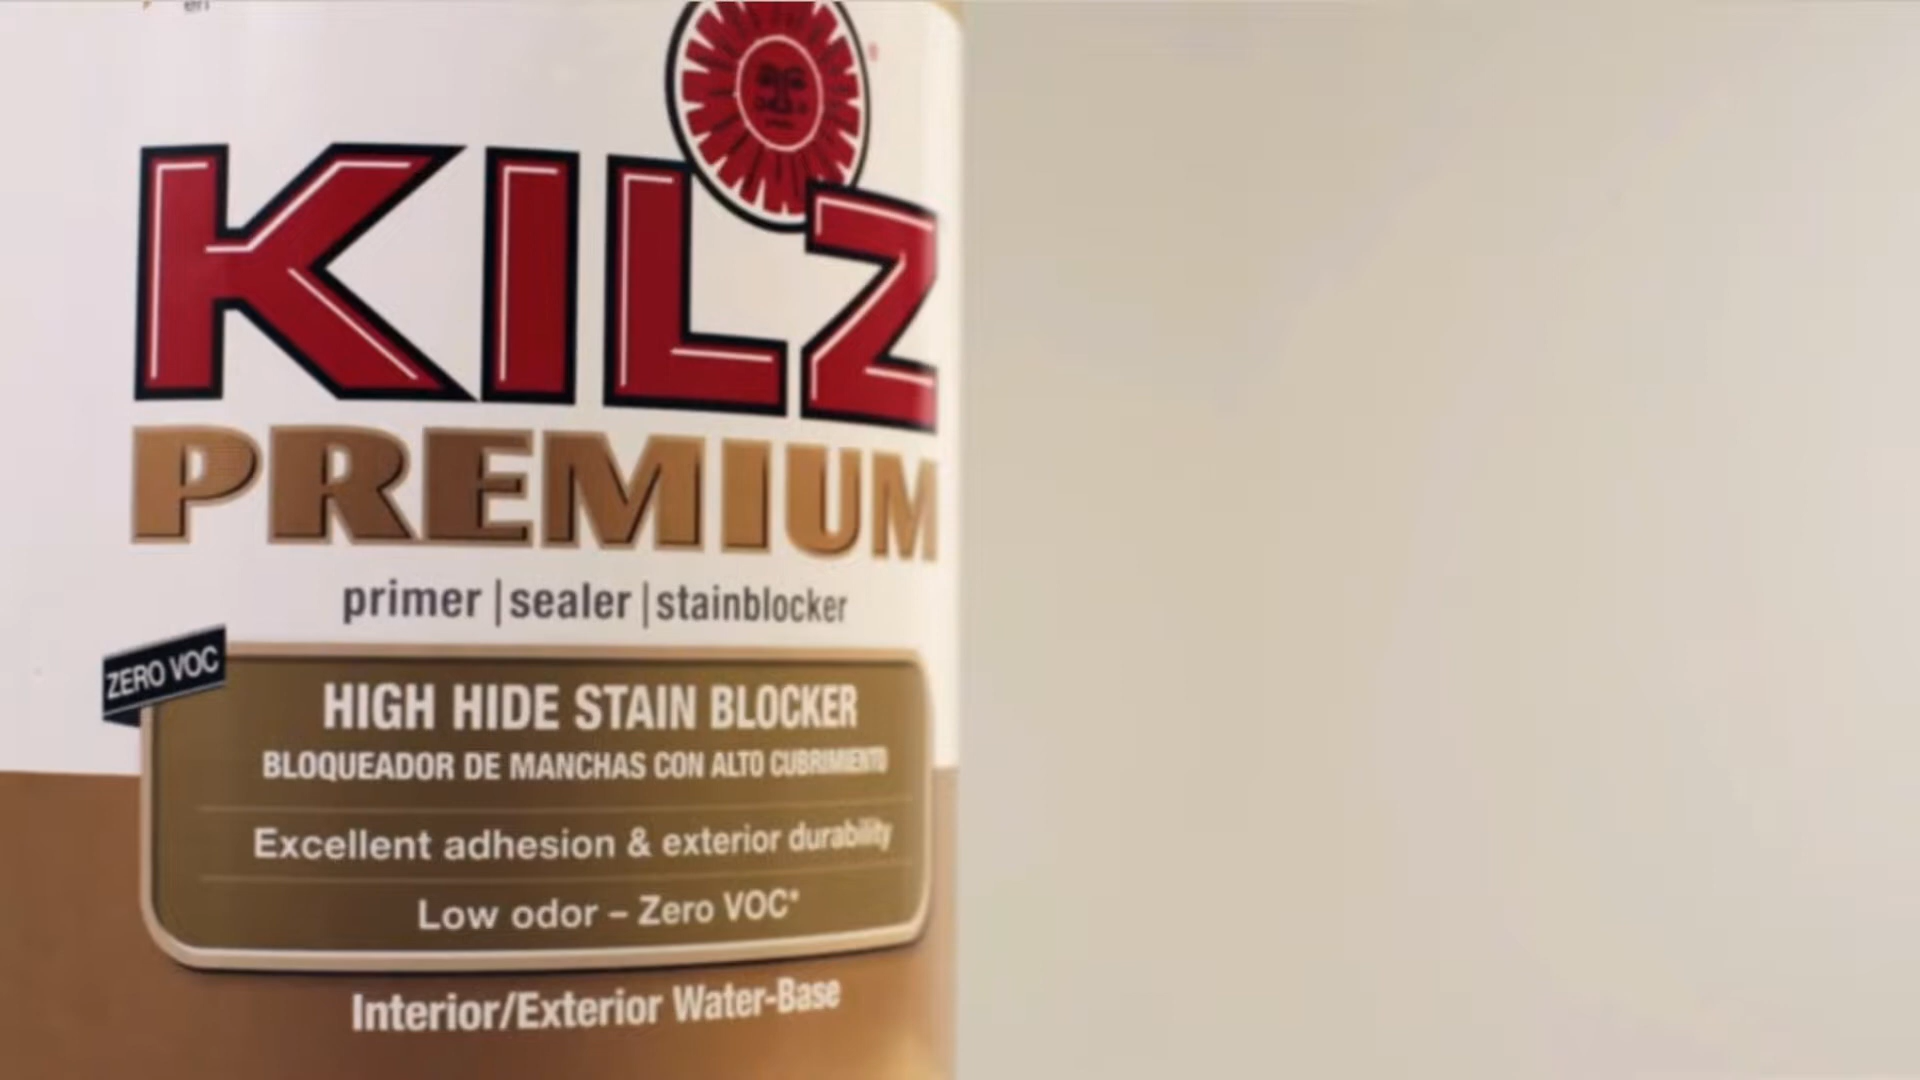 KILZ
®
PREMIUM
primer | sealer | stainblocker
ZERO VOC
HIGH HIDE STAIN BLOCKER
BLOQUEADOR DE MANCHAS CON ALTO CUBRIMIENTO
Excellent adhesion & exterior durability
Low odor – Zero VOC*
Interior/Exterior Water-Base